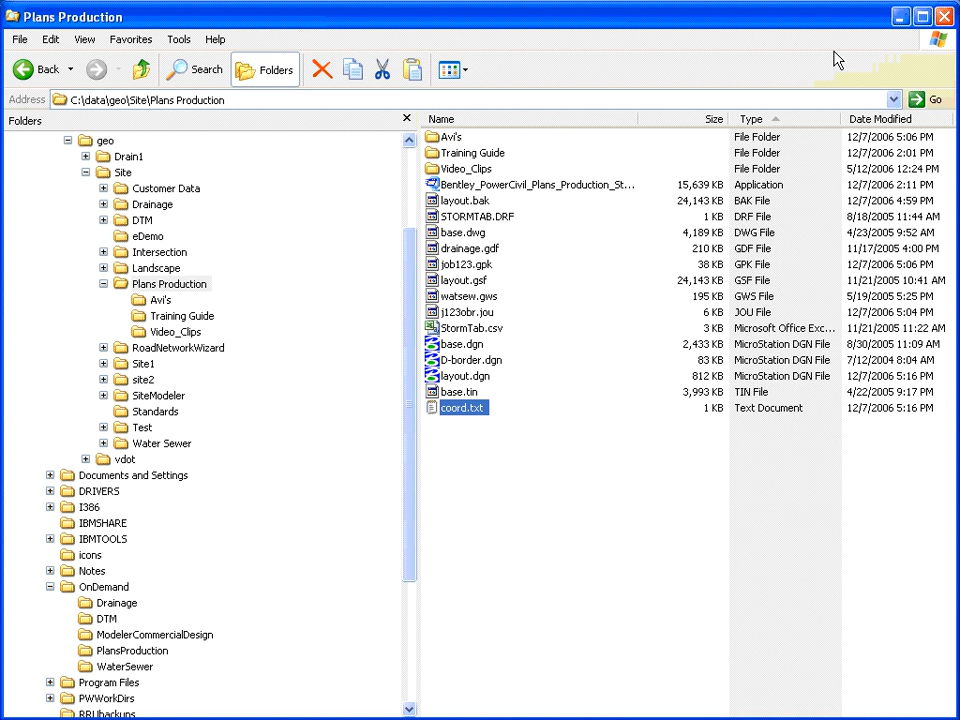 Plans Production
File Edit View Favorites Tools Help
Back Search Folders
Address C:\data\geo\Site\Plans Production Go
Folders
geo
Drain1
Site
Customer Data
Drainage
DTM
eDemo
Intersection
Landscape
Plans Production
Avi's
Training Guide
Video_Clips
RoadNetworkWizard
Site1
site2
SiteModeler
Standards
Test
Water Sewer
vdot
Documents and Settings
DRIVERS
I386
IBMSHARE
IBMTOOLS
icons
Notes
OnDemand
Drainage
DTM
ModelerCommercialDesign
PlansProduction
WaterSewer
Program Files
PWWorkDirs
RRUbackups
Name Size Type Date Modified
Avi's File Folder 12/7/2006 5:06 PM
Training Guide File Folder 12/7/2006 2:01 PM
Video_Clips File Folder 5/12/2006 12:24 PM
Bentley_PowerCivil_Plans_Production_St... 15,639 KB Application 12/7/2006 2:11 PM
layout.bak 24,143 KB BAK File 12/7/2006 4:59 PM
STORMTAB.DRF 1 KB DRF File 8/18/2005 11:44 AM
base.dwg 4,189 KB DWG File 4/23/2005 9:52 AM
drainage.gdf 210 KB GDF File 11/17/2005 4:00 PM
job123.gpk 38 KB GPK File 12/7/2006 5:06 PM
layout.gsf 24,143 KB GSF File 11/21/2005 10:41 AM
watsew.gws 195 KB GWS File 5/19/2005 5:25 PM
j123obr.jou 6 KB JOU File 12/7/2006 5:04 PM
StormTab.csv 3 KB Microsoft Office Exc... 11/21/2005 11:22 AM
base.dgn 2,433 KB MicroStation DGN File 8/30/2005 11:09 AM
D-border.dgn 83 KB MicroStation DGN File 7/12/2004 8:04 AM
layout.dgn 812 KB MicroStation DGN File 12/7/2006 5:16 PM
base.tin 3,993 KB TIN File 4/22/2005 9:17 PM
coord.txt 1 KB Text Document 12/7/2006 5:16 PM